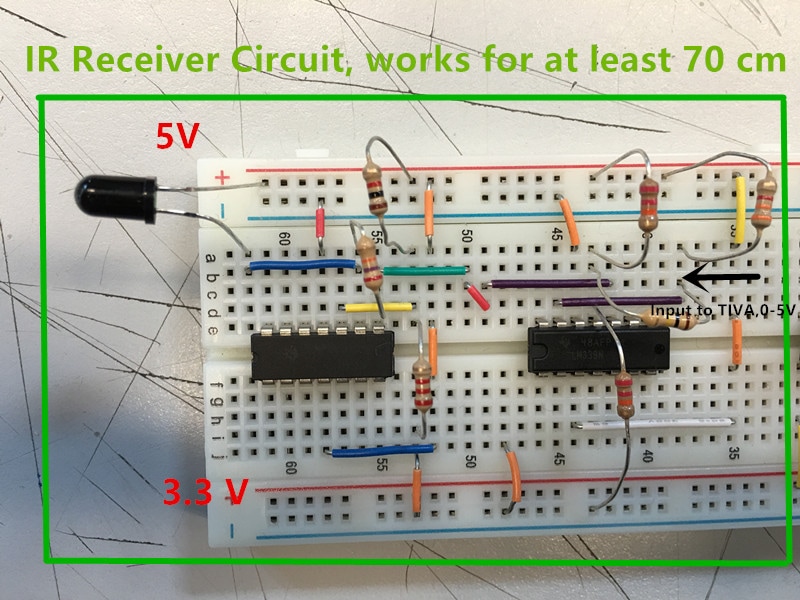 IR Receiver Circuit, works for at least 70 cm
5V
+
-
60
55
50
45
35
a
b
c
d
e
Input to TIVA,0-5V,
f
g
h
i
j
60
55
50
45
40
35
3.3 V
-